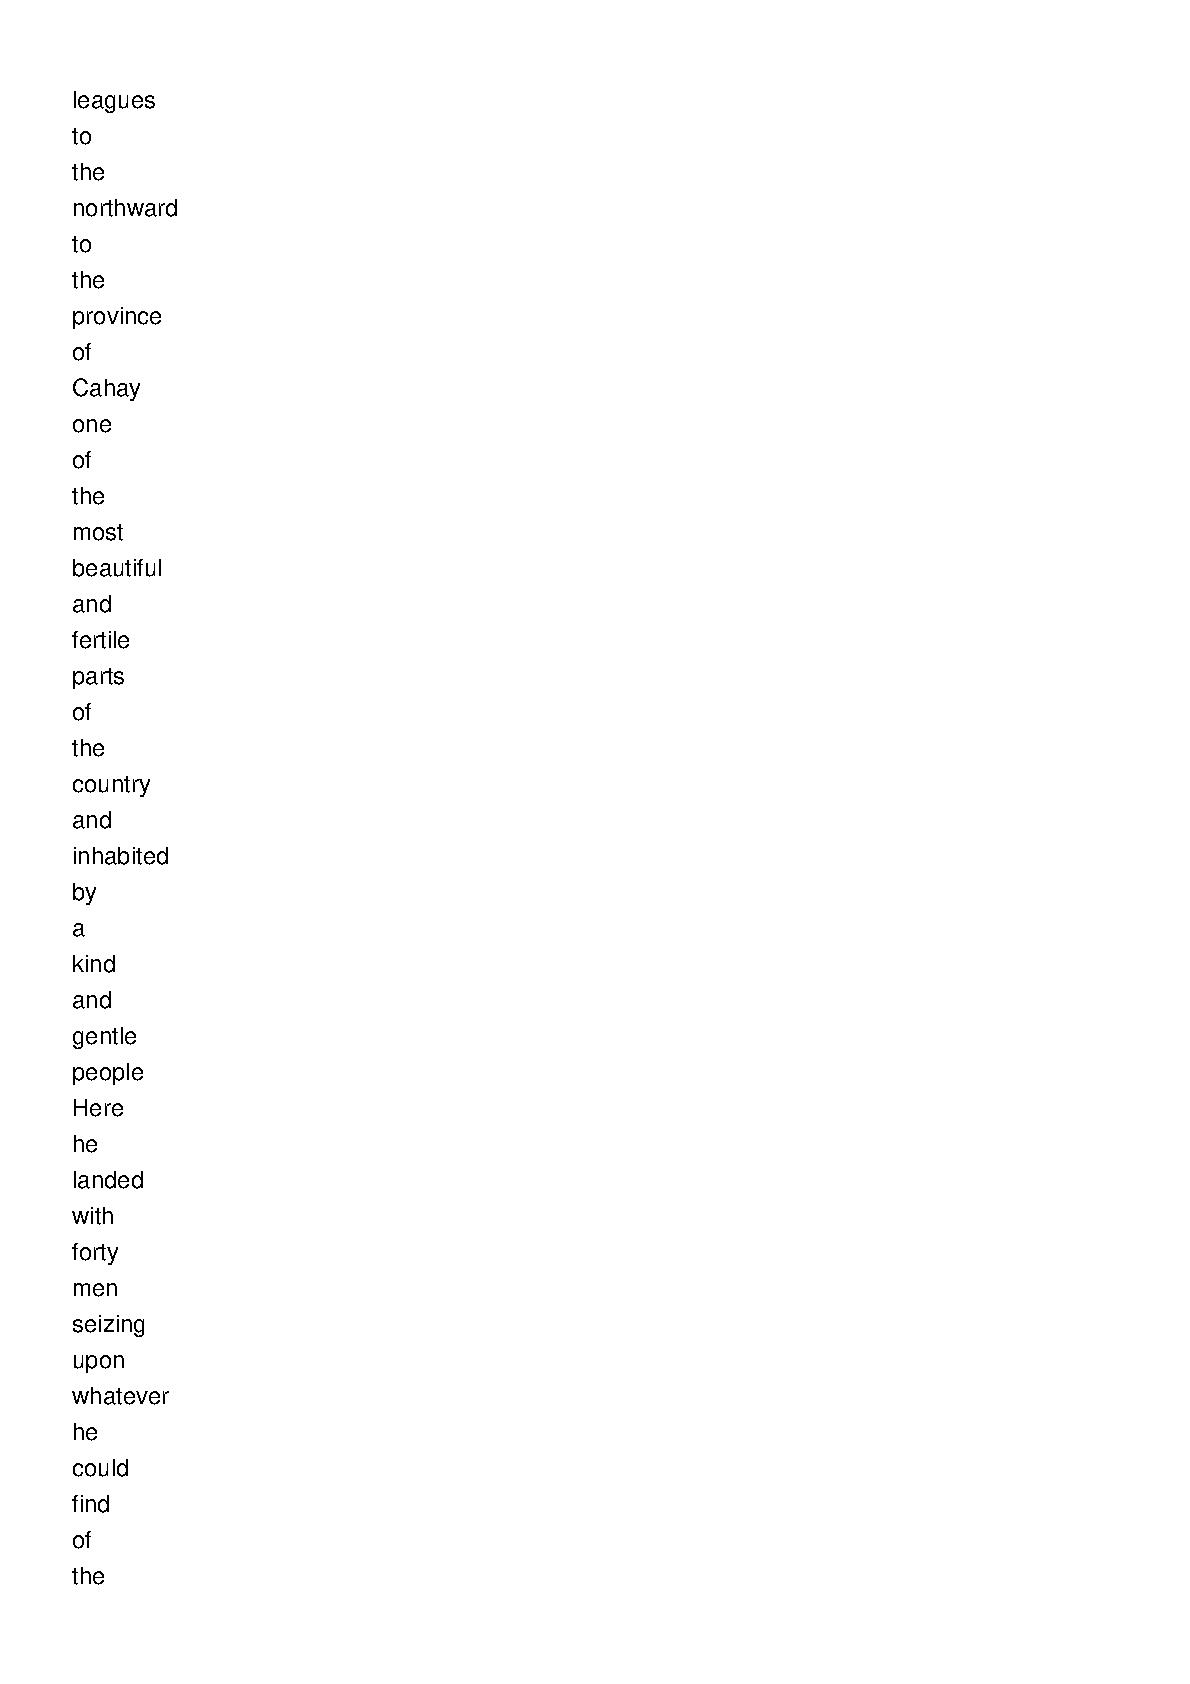 leagues
to
the
northward
to
the
province
of
Cahay
one
of
the
most
beautiful
and
fertile
parts
of
the
country
and
inhabited
by
a
kind
and
gentle
people
Here
he
landed
with
forty
men
seizing
upon
whatever
he
could
find
of
the